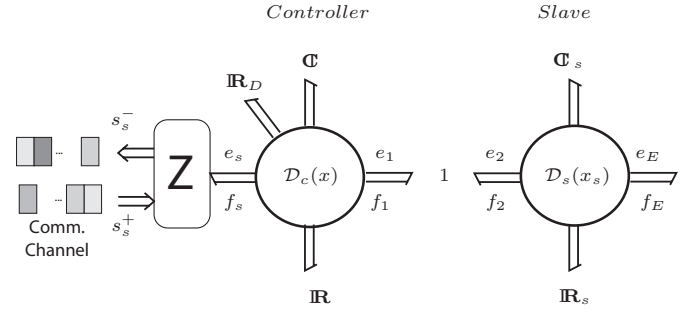 Controller Slave
ℂ ℂ_s
ℝ_D
s_s^-
e_s e_1 e_2 e_E
... Z 𝒟_c(x) 1 𝒟_s(x_s)
f_s f_1 f_2 f_E
...
Comm. s_s^+
Channel
ℝ ℝ_s